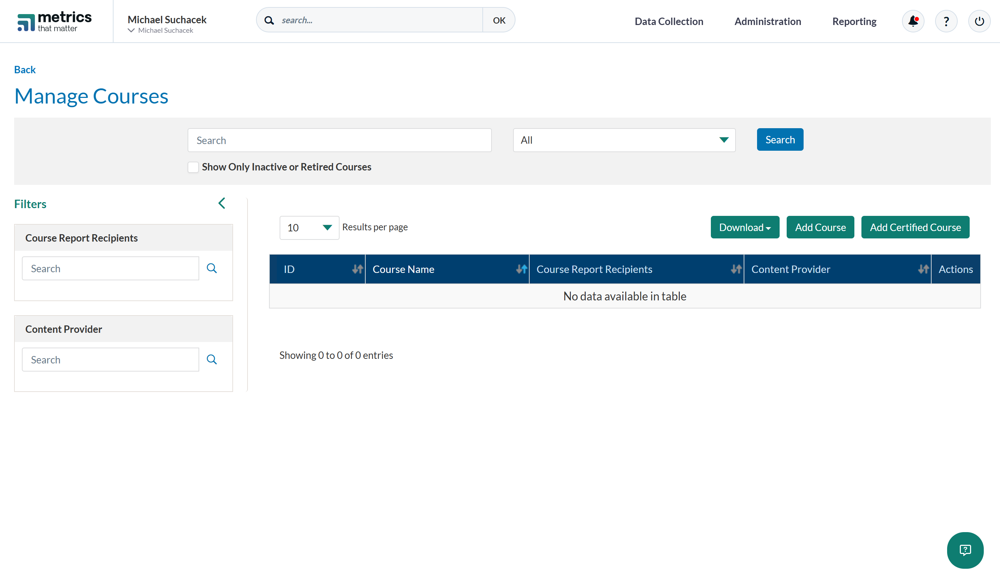 metrics
that matter
Michael Suchacek
Michael Suchacek
search...
OK
Data Collection
Administration
Reporting
?
Back
Manage Courses
Search
All
Search
Show Only Inactive or Retired Courses
Filters
Course Report Recipients
Search
Content Provider
Search
10
Results per page
Download
Add Course
Add Certified Course
ID
Course Name
Course Report Recipients
Content Provider
Actions
No data available in table
Showing 0 to 0 of 0 entries
?